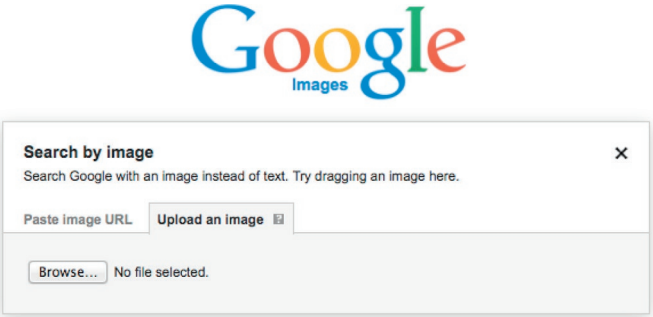 Google
Images
Search by image
Search Google with an image instead of text. Try dragging an image here.
Paste image URL Upload an image ?
Browse... No file selected.